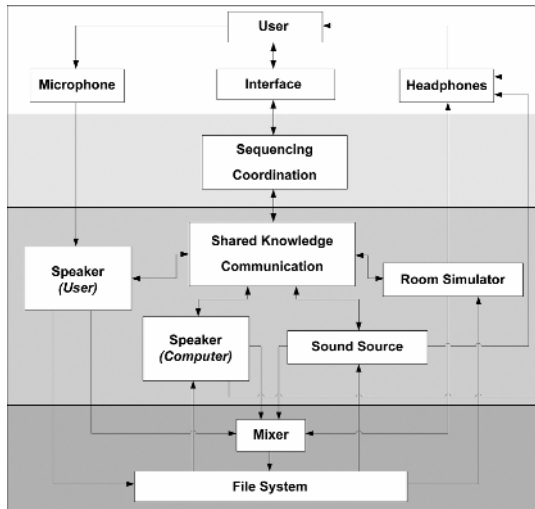 User
Microphone
Interface
Headphones
Sequencing
Coordination
Shared Knowledge
Communication
Speaker
(User)
Room Simulator
Speaker
(Computer)
Sound Source
Mixer
File System